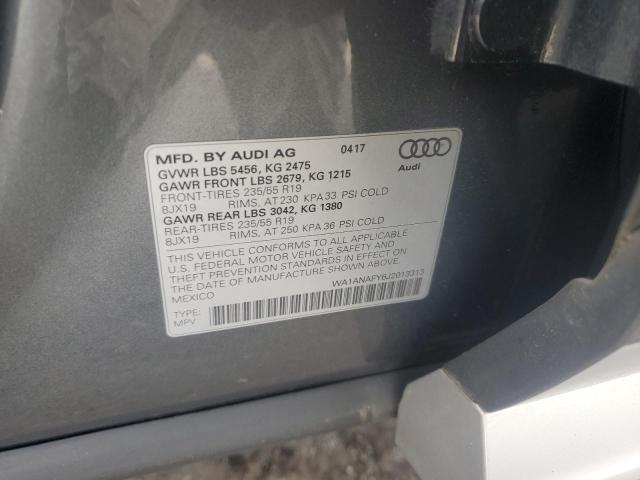 MFD. BY AUDI AG 0417
GVWR LBS 5456, KG 2475
GAWR FRONT LBS 2679, KG 1215
FRONT-TIRES 235/55 R19
8JX19 RIMS, AT 230 KPA 33 PSI COLD
GAWR REAR LBS 3042, KG 1380
REAR-TIRES 235/55 R19
8JX19 RIMS, AT 250 KPA 36 PSI COLD
Audi
THIS VEHICLE CONFORMS TO ALL APPLICABLE
U.S. FEDERAL MOTOR VEHICLE SAFETY AND
THEFT PREVENTION STANDARDS IN EFFECT ON
THE DATE OF MANUFACTURE SHOWN ABOVE.
MEXICO
WA1ANAFY6J2013313
TYPE:
MPV